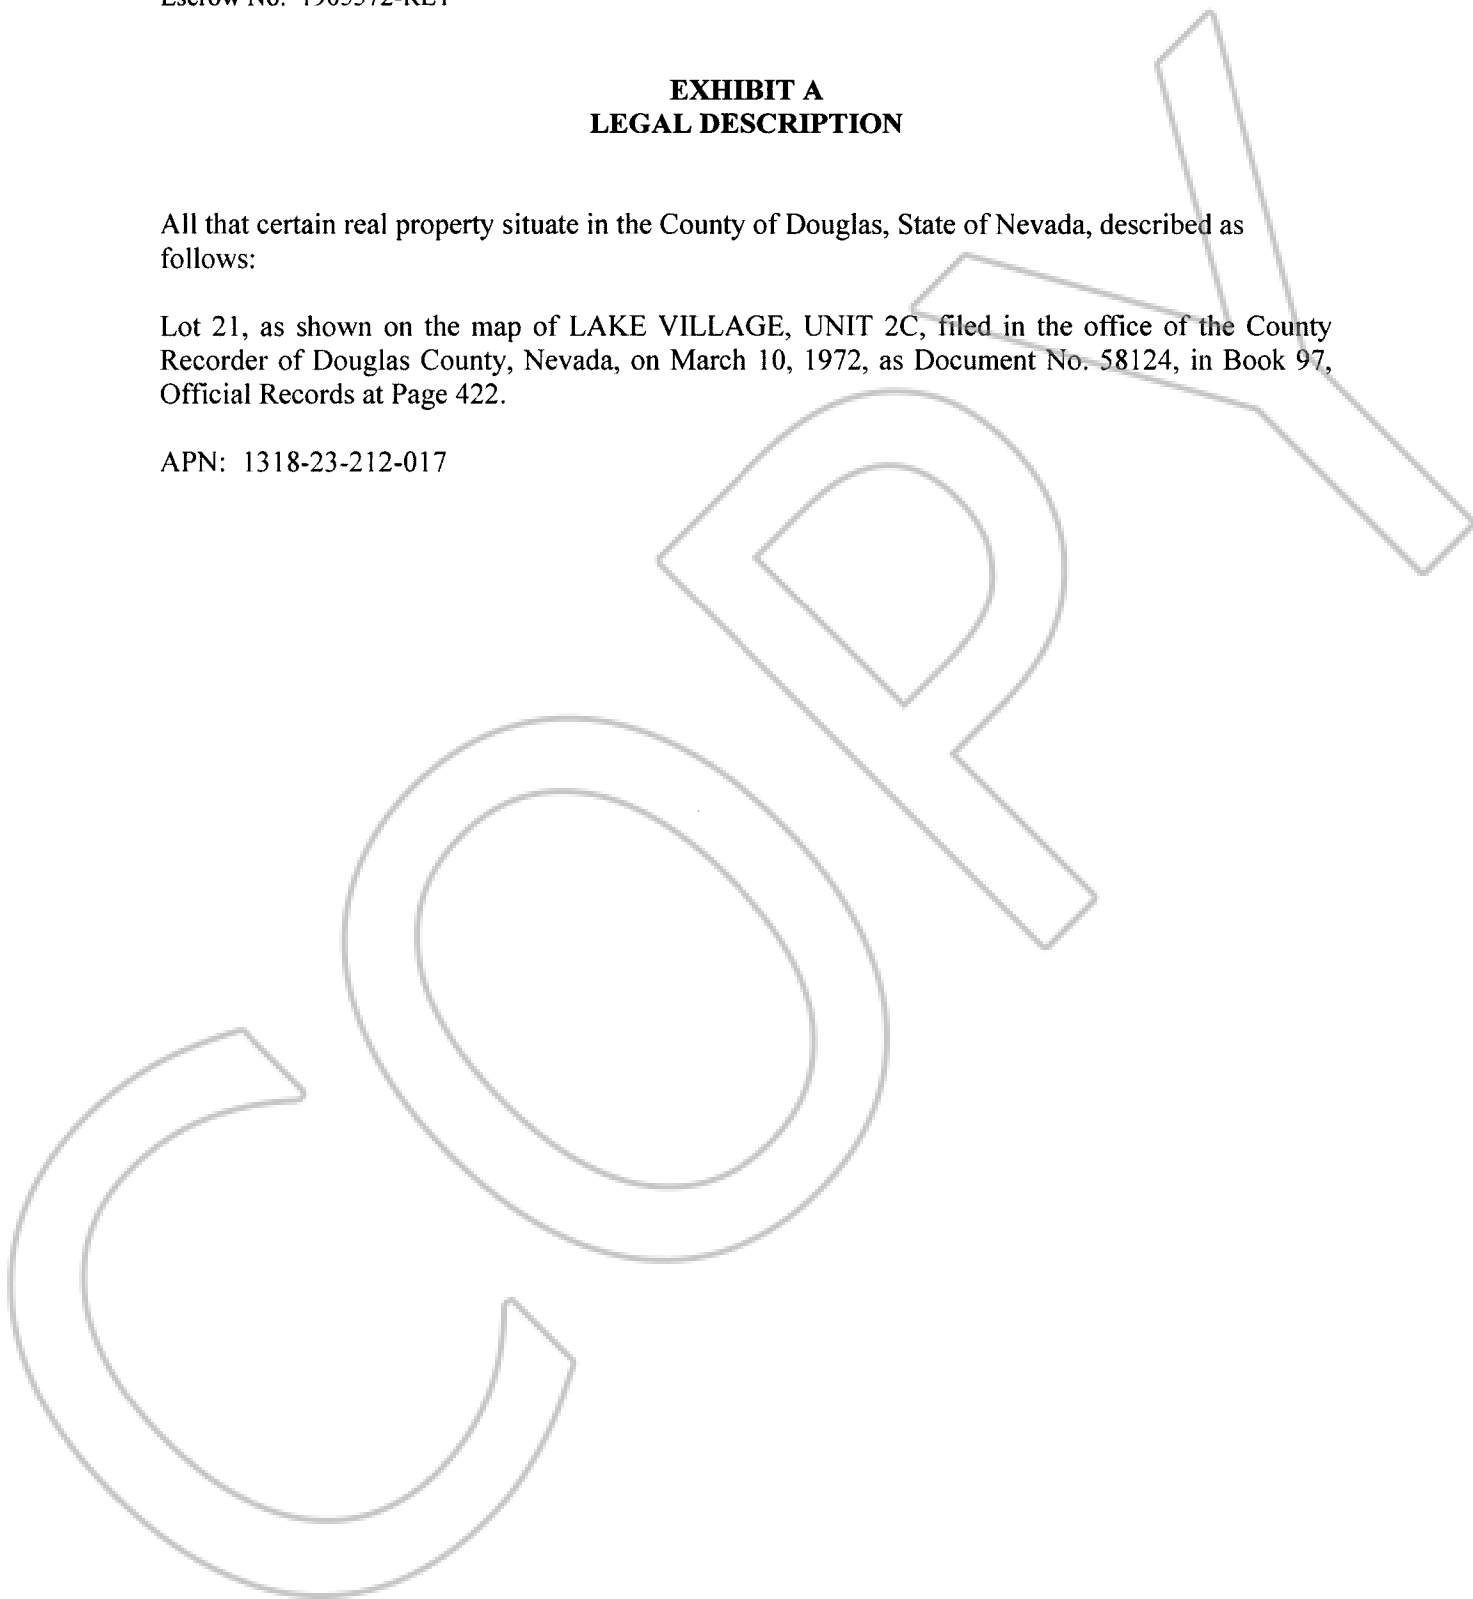 Escrow No.
EXHIBIT A
LEGAL DESCRIPTION
All that certain real property situate in the County of Douglas, State of Nevada, described as
follows:
Lot 21, as shown on the map of LAKE VILLAGE, UNIT 2C, filed in the office of the County
Recorder of Douglas County, Nevada, on March 10, 1972, as Document No. 58124, in Book 97,
Official Records at Page 422.
APN: 1318-23-212-017
COPY